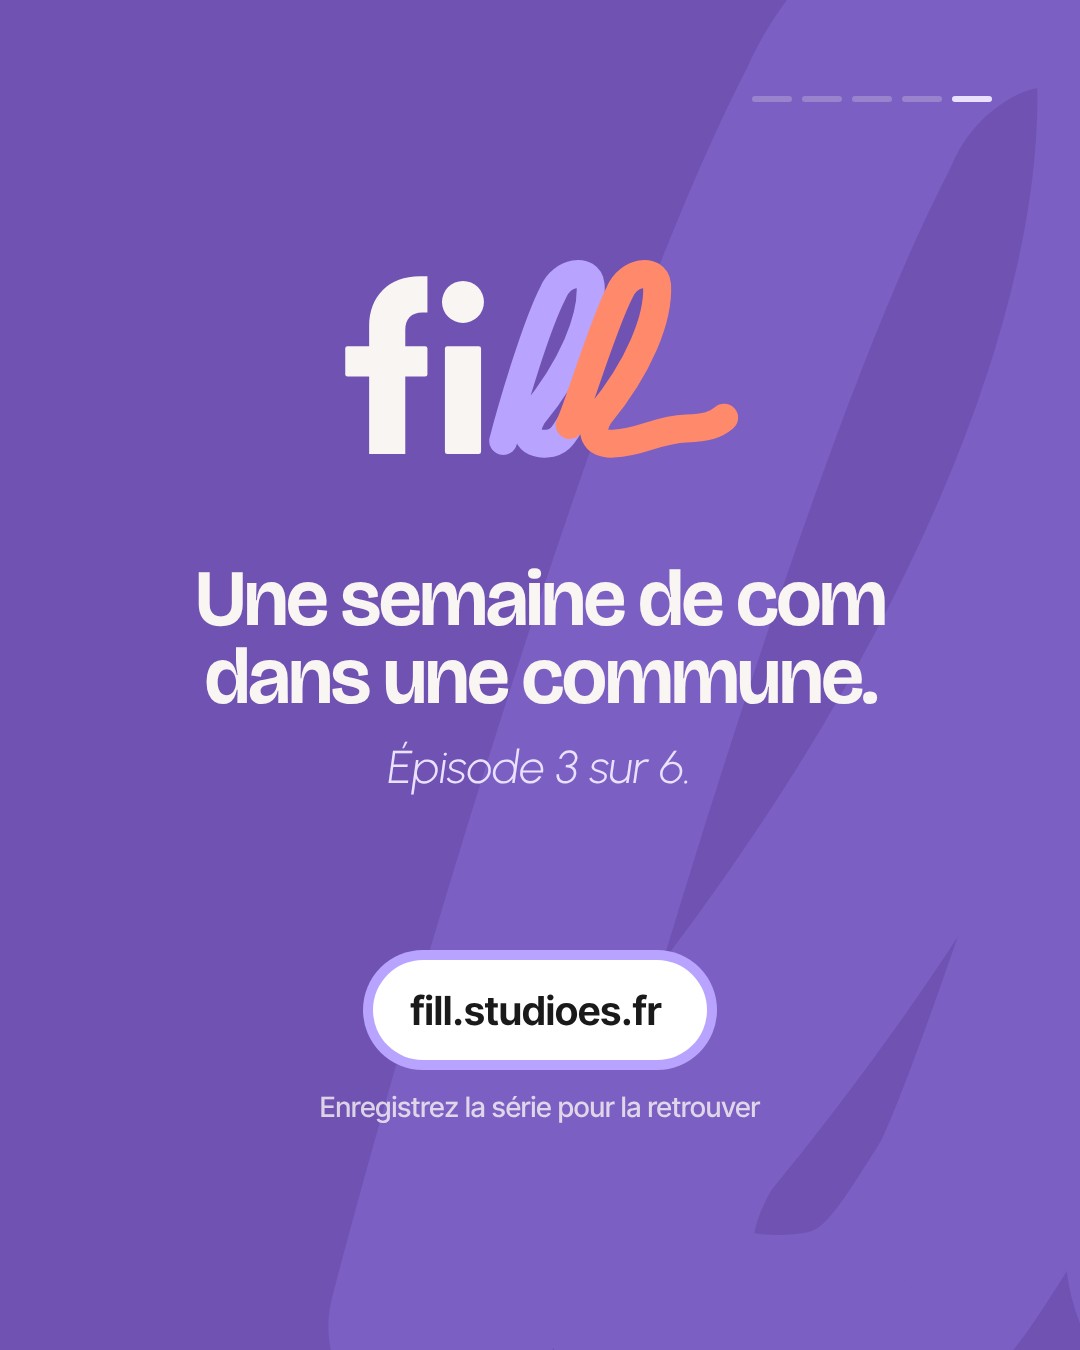 fill
Une semaine de com
dans une commune.
Épisode 3 sur 6.
fill.studioes.fr
Enregistrez la série pour la retrouver